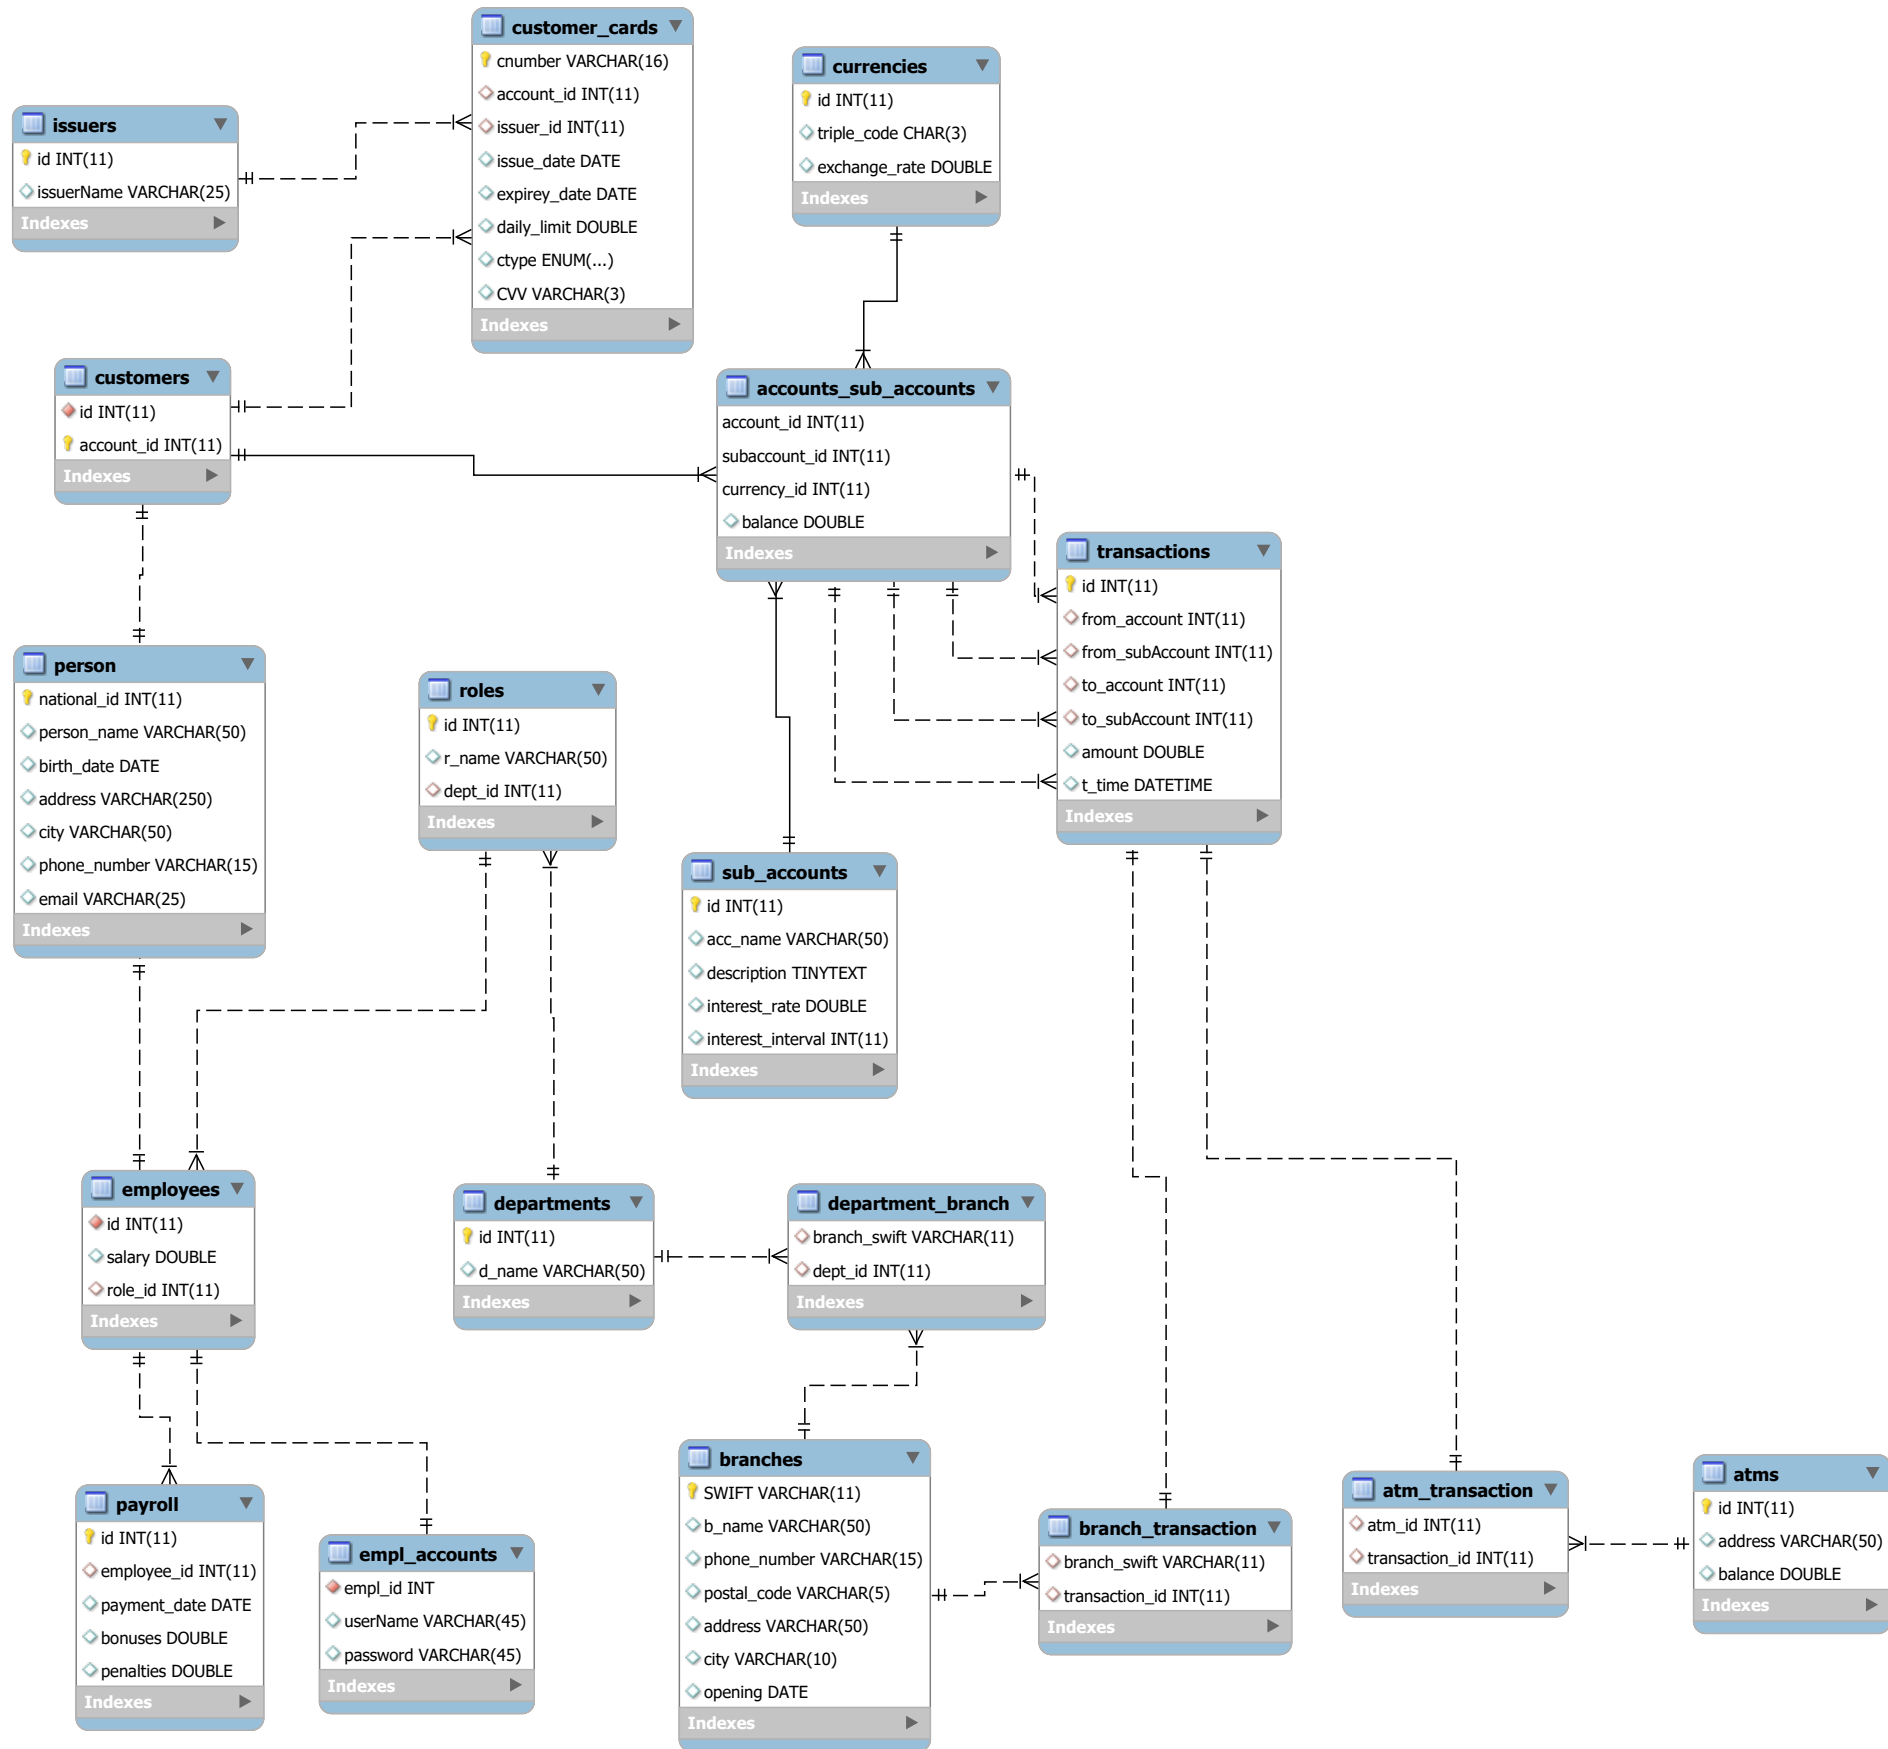 customer_cards
cnumber VARCHAR(16)
account_id INT(11)
issuer_id INT(11)
issue_date DATE
expirey_date DATE
daily_limit DOUBLE
ctype ENUM(...)
CVV VARCHAR(3)
Indexes
currencies
id INT(11)
triple_code CHAR(3)
exchange_rate DOUBLE
Indexes
issuers
id INT(11)
issuerName VARCHAR(25)
Indexes
customers
id INT(11)
account_id INT(11)
Indexes
accounts_sub_accounts
account_id INT(11)
subaccount_id INT(11)
currency_id INT(11)
balance DOUBLE
Indexes
transactions
id INT(11)
from_account INT(11)
from_subAccount INT(11)
to_account INT(11)
to_subAccount INT(11)
amount DOUBLE
t_time DATETIME
Indexes
person
national_id INT(11)
person_name VARCHAR(50)
birth_date DATE
address VARCHAR(250)
city VARCHAR(50)
phone_number VARCHAR(15)
email VARCHAR(25)
Indexes
roles
id INT(11)
r_name VARCHAR(50)
dept_id INT(11)
Indexes
sub_accounts
id INT(11)
acc_name VARCHAR(50)
description TINYTEXT
interest_rate DOUBLE
interest_interval INT(11)
Indexes
employees
id INT(11)
salary DOUBLE
role_id INT(11)
Indexes
departments
id INT(11)
d_name VARCHAR(50)
Indexes
department_branch
branch_swift VARCHAR(11)
dept_id INT(11)
Indexes
payroll
id INT(11)
employee_id INT(11)
payment_date DATE
bonuses DOUBLE
penalties DOUBLE
Indexes
empl_accounts
empl_id INT
userName VARCHAR(45)
password VARCHAR(45)
Indexes
branches
SWIFT VARCHAR(11)
b_name VARCHAR(50)
phone_number VARCHAR(15)
postal_code VARCHAR(5)
address VARCHAR(50)
city VARCHAR(10)
opening DATE
Indexes
branch_transaction
branch_swift VARCHAR(11)
transaction_id INT(11)
Indexes
atm_transaction
atm_id INT(11)
transaction_id INT(11)
Indexes
atms
id INT(11)
address VARCHAR(50)
balance DOUBLE
Indexes